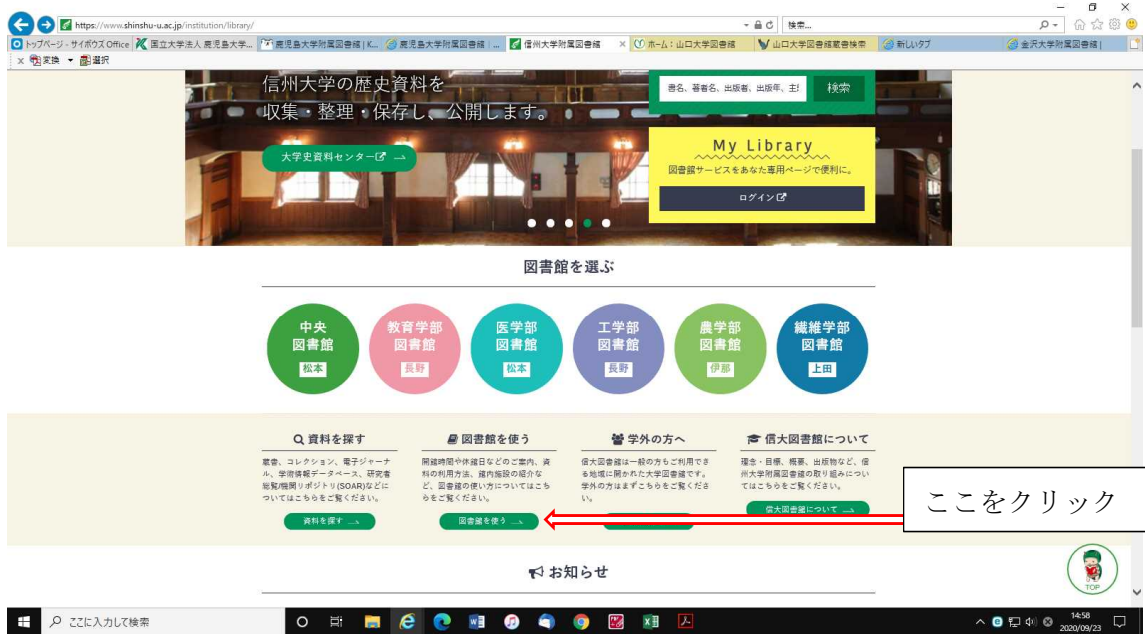 https://www.shinshu-u.ac.jp/institution/library/
検索...
トップページ - サイボウズ Office
国立大学法人 鹿児島大学...
鹿児島大学附属図書館 | K...
鹿児島大学附属図書館 | ...
信州大学附属図書館
ホーム：山口大学図書館
山口大学図書館蔵書検索
新しいタブ
金沢大学附属図書館 |
x 変換 ▼ 選択
信州大学の歴史資料を
収集・整理・保存し、公開します。
大学史資料センター
書名、著者名、出版者、出版年、主題
検索
My Library
図書館サービスをあなた専用ページで便利に。
ログイン
図書館を選ぶ
中央
図書館
松本
教育学部
図書館
長野
医学部
図書館
松本
工学部
図書館
長野
農学部
図書館
伊那
繊維学部
図書館
上田
資料を探す
蔵書、コレクション、電子ジャーナ
ル、学術情報データベース、研究者
総覧/機関リポジトリ(SOAR)などに
ついてはこちらをご覧ください。
資料を探す
図書館を使う
開館時間や休館日などのご案内、資
料の利用方法、館内施設の紹介な
ど、図書館の使い方についてはこち
らをご覧ください。
図書館を使う
学外の方へ
信大図書館は一般の方もご利用でき
る地域に開かれた大学図書館です。
学外の方はまずこちらをご覧くださ
い。
信大図書館について
理念・目標、概要、出版物など、信
州大学附属図書館の取り組みについ
てはこちらをご覧ください。
信大図書館について
ここをクリック
お知らせ
TOP
ここに入力して検索
14:58
2020/09/23